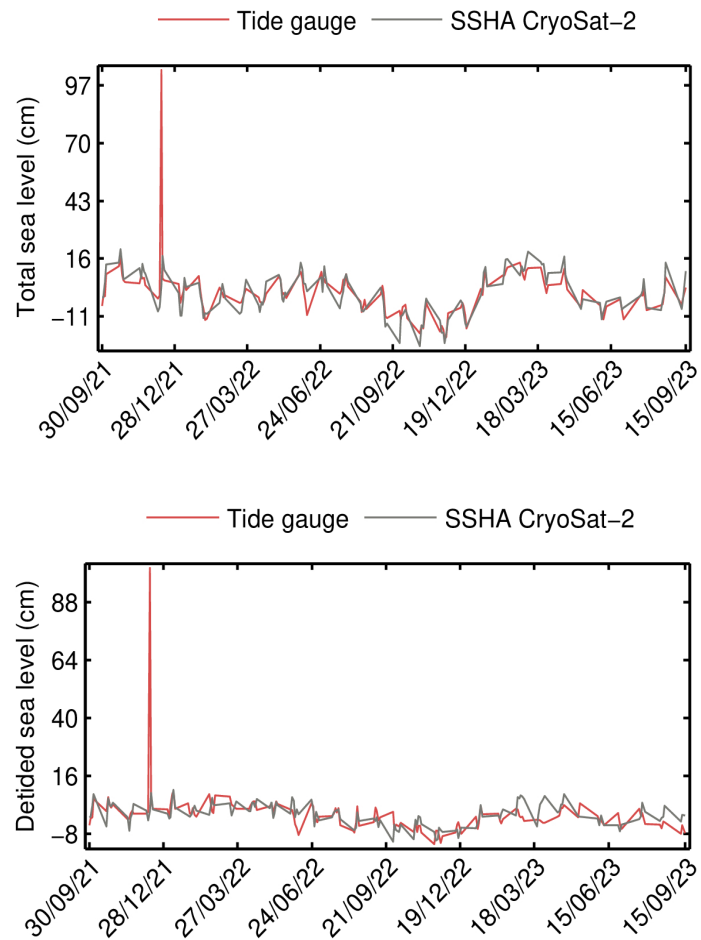 Tide gauge SSHA CryoSat−2
Total sea level (cm)
97
70
43
16
−11
30/09/21 28/12/21 27/03/22 24/06/22 21/09/22 19/12/22 18/03/23 15/06/23 15/09/23
Tide gauge SSHA CryoSat−2
Detided sea level (cm)
88
64
40
16
−8
30/09/21 28/12/21 27/03/22 24/06/22 21/09/22 19/12/22 18/03/23 15/06/23 15/09/23